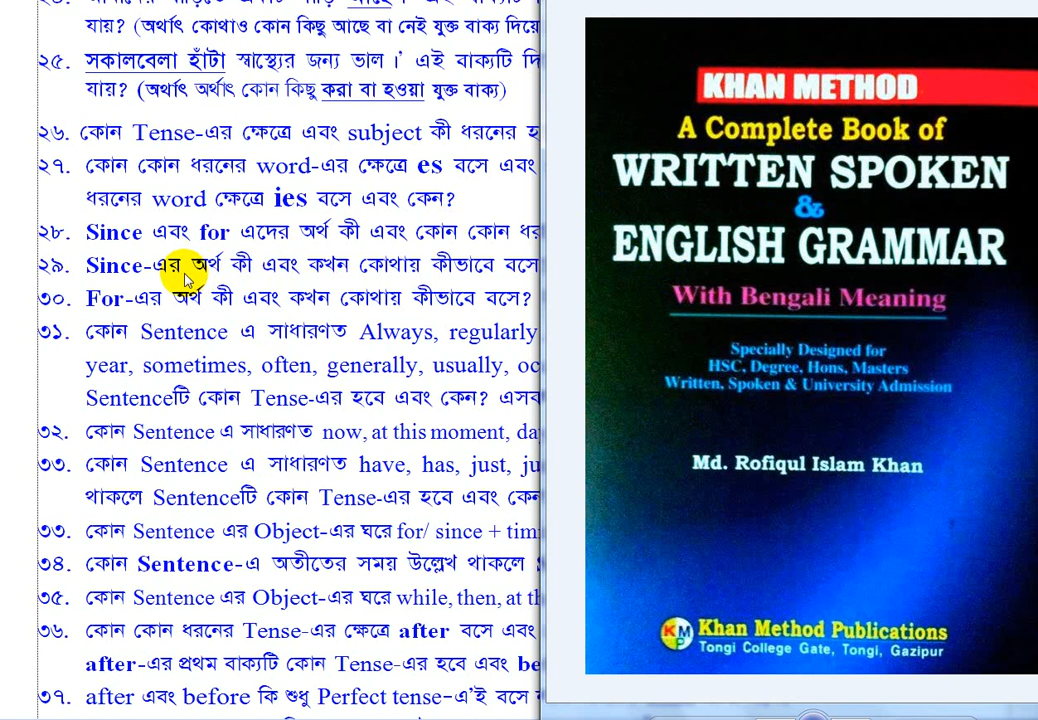 যায়? (অর্থাৎ কোথাও কোন কিছু আছে বা নেই যুক্ত বাক্য দিয়ে
২৫. সকালবেলা হাঁটা স্বাস্থ্যের জন্য ভাল।’ এই বাক্যটি দি
যায়? (অর্থাৎ অর্থাৎ কোন কিছু করা বা হওয়া যুক্ত বাক্য)
২৬. কোন Tense-এর ক্ষেত্রে এবং subject কী ধরনের হ
২৭. কোন কোন ধরনের word-এর ক্ষেত্রে es বসে এবং
ধরনের word ক্ষেত্রে ies বসে এবং কেন?
২৮. Since এবং for এদের অর্থ কী এবং কোন কোন ধর
২৯. Since-এর অর্থ কী এবং কখন কোথায় কীভাবে বসে
৩০. For-এর অর্থ কী এবং কখন কোথায় কীভাবে বসে?
৩১. কোন Sentence এ সাধারণত Always, regularly
year, sometimes, often, generally, usually, oc
Sentenceটি কোন Tense-এর হবে এবং কেন? এসব
৩২. কোন Sentence এ সাধারণত now, at this moment, day
৩৩. কোন Sentence এ সাধারণত have, has, just, ju
থাকলে Sentenceটি কোন Tense-এর হবে এবং কেন
৩৩. কোন Sentence এর Object-এর ঘরে for/ since + tim
৩৪. কোন Sentence-এ অতীতের সময় উল্লেখ থাকলে S
৩৫. কোন Sentence এর Object-এর ঘরে while, then, at th
৩৬. কোন কোন ধরনের Tense-এর ক্ষেত্রে after বসে এবং
after-এর প্রথম বাক্যটি কোন Tense-এর হবে এবং be
৩৭. after এবং before কি শুধু Perfect tense-এ’ই বসে
KHAN METHOD
A Complete Book of
WRITTEN SPOKEN
&
ENGLISH GRAMMAR
With Bengali Meaning
Specially Designed for
HSC, Degree, Hons, Masters
Written, Spoken & University Admission
Md. Rofiqul Islam Khan
KMP
Khan Method Publications
Tongi College Gate, Tongi, Gazipur